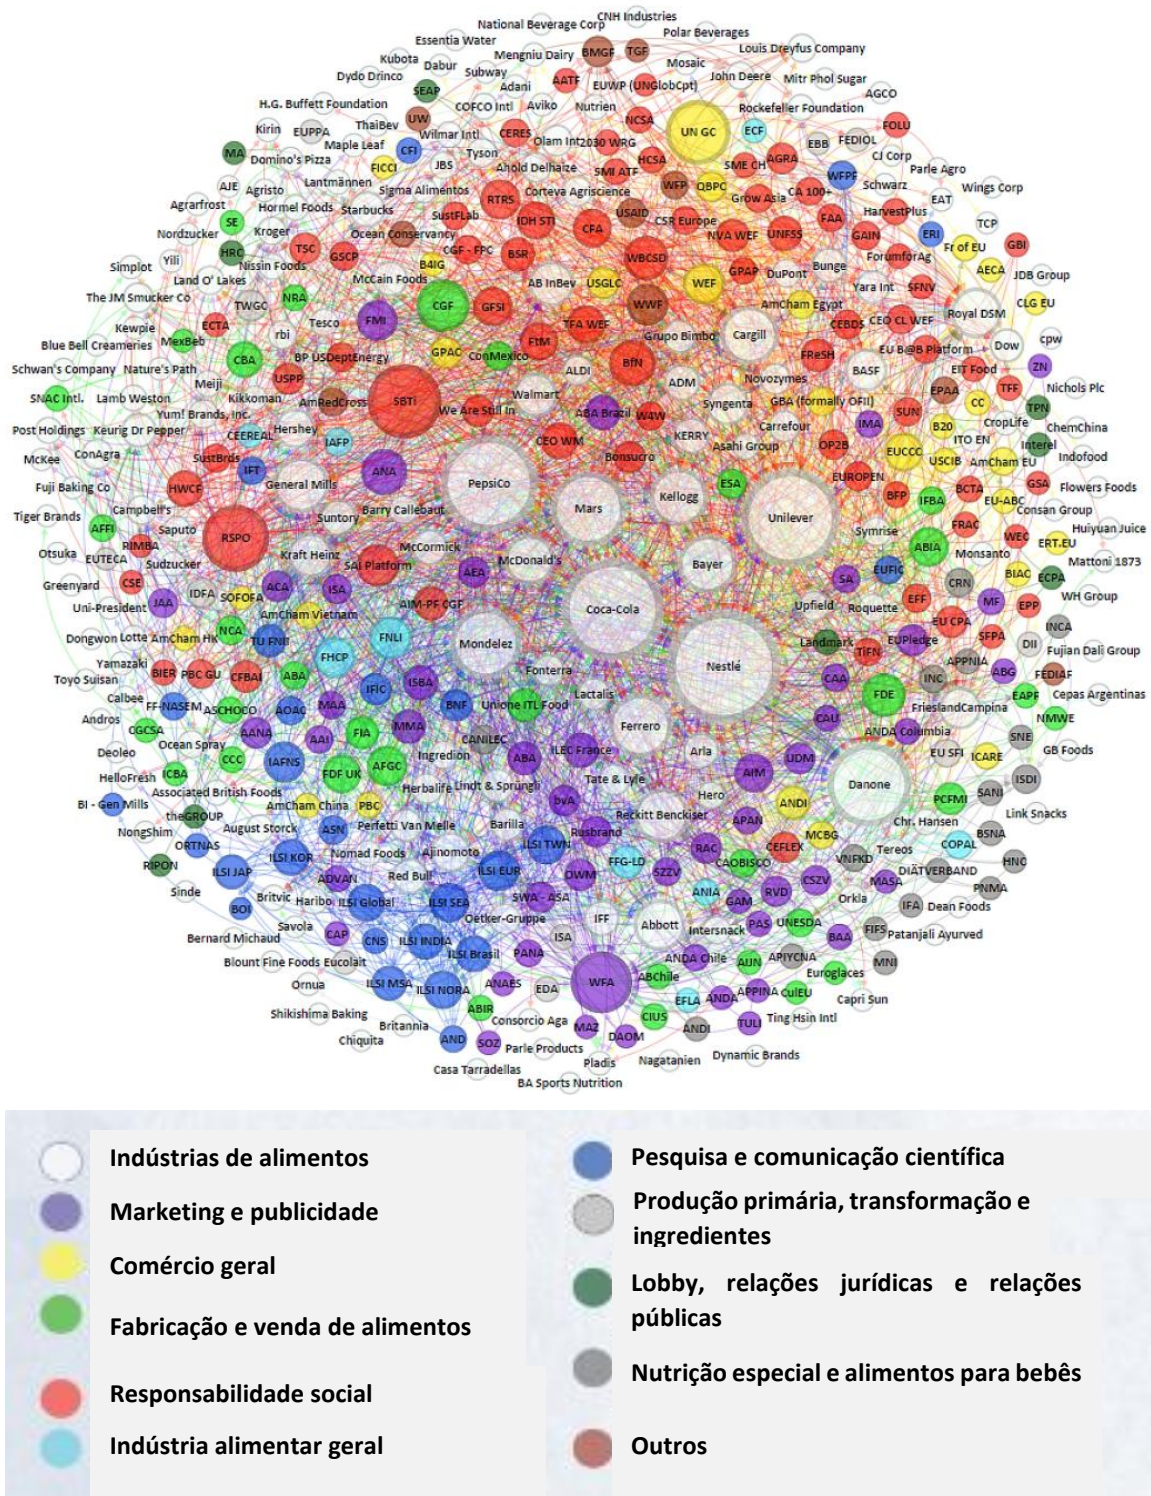 CNH Industries
National Beverage Corp
Polar Beverages
Essentia Water
Mengniu Dairy
BMGF
TGF
Louis Dreyfus Company
Kubota
Dabur
Subway
Mosaic
Dydo Drinco
SEAP
Adani
AATF
EUWP (UNGlobCpt)
John Deere
Mitr Phol Sugar
AGCO
H.G. Buffett Foundation
COFCO Intl
Aviko
Nutrien
Rockefeller Foundation
Kirin
EUPPA
ThaiBev
UW
Wilmar Intl
CERES
Olam Int
2030 WRG
NCSA
UN GC
ECF
EBB
FEDIOL
FOLU
MA
Domino's Pizza
Maple Leaf
CFI
JBS
Tyson
Ahold Delhaize
SMI ATF
HCSA
SME CH
AGRA
CJ Corp
Parle Agro
FICCI
AJE
Agristo
Lantmännen
Sigma Alimentos
RTRS
Corteva Agriscience
WFP
QBPC
Grow Asia
CA 100+
WFPF
Schwarz
Wings Corp
EAT
Agrarfrost
SE
Hormel Foods
Starbucks
SustFLab
IDH STI
CFA
USAID
CSR Europe
NVA WEF
UNFSS
FAA
HarvestPlus
TCP
Nordzucker
Kroger
Ocean Conservancy
GAIN
ERI
Fr of EU
GBI
HRC
TSC
GSCP
CGF - FPC
BSR
WBCSD
GPAP
DuPont
Bunge
ForumforAg
AECA
JDB Group
Simplot
Yili
Nissin Foods
B4IG
McCain Foods
AB InBev
USGLC
WEF
Yara Int
SFNV
CLG EU
The JM Smucker Co
Land O' Lakes
TWGC
NRA
FMI
CGF
GFSI
WWF
AmCham Egypt
Royal DSM
Kewpie
ECTA
rbi
Tesco
FtM
TFA WEF
Grupo Bimbo
Cargill
CEBDS
CEO CL WEF
Dow
cpw
Blue Bell Creameries
MexBeb
CBA
BP USDeptEnergy
GPAC
ConMexico
ALDI
BfN
FReSH
EU B@B Platform
ZN
Schwan's Company
Nature's Path
USPP
ADM
Novozymes
BASF
EIT Food
TFF
Nichols Plc
SNAC Intl.
Lamb Weston
Meiji
Kikkoman
AmRedCross
SBTi
We Are Still In
Walmart
ABA Brazil
W4W
Syngenta
GBA (formally OFII)
EPAA
CC
TPN
Yum! Brands, Inc.
SUN
B20
CropLife
ChemChina
Post Holdings
Keurig Dr Pepper
CEEREAL
Hershey
IAFP
CEO WM
KERRY
Carrefour
Asahi Group
IMA
ITO EN
Interel
McKee
ConAgra
SustBrds
IFT
ANA
PepsiCo
Bonsucro
OP2B
EUCCC
USCIB
AmCham EU
Indofood
Fuji Baking Co
HWCF
General Mills
Mars
Kellogg
ESA
Unilever
EUROPEN
BFP
IFBA
BCTA
GSA
Flowers Foods
Tiger Brands
AFFI
Campbell's
Suntory
Barry Callebaut
EU-ABC
Consan Group
Saputo
RSPO
Symrise
FRAC
WEC
Huiyuan Juice
Otsuka
EUTECA
RIMBA
Sudzucker
Kraft Heinz
SAI Platform
McCormick
McDonald's
Bayer
ABIA
Monsanto
ERT.EU
Greenyard
CSE
AEA
SA
EUFIC
CRN
BIAC
ECPA
Mattoni 1873
Uni-President
JAA
IDFA
SOFOFA
ACA
ISA
AIM-PF CGF
Coca-Cola
Upfield
Roquette
EFF
MF
EPP
WH Group
Dongwon
Lotte
AmCham HK
NCA
AmCham Vietnam
TU FNU
FNLI
Mondelez
Landmark
TiFN
EUPledge
EU CPA
SFPA
INCA
Yamazaki
FHCP
Nestlé
DII
Fujian Dali Group
Toyo Suisan
BIER
PBC GU
CFBAI
ABA
IFIC
ISBA
Fonterra
CAA
INC
APPNIA
ABG
FEDIAF
Calbee
FF-NASEM
ASCHOCO
AOAC
MAA
BNF
Unione ITL Food
Lactalis
FDE
FrieslandCampina
EAPF
Cepas Argentinas
Andros
CGCSA
AANA
AAI
FIA
MMA
CANILEC
Ferrero
CAU
ANDA Columbia
SNE
NMWE
Deoleo
Ocean Spray
CCC
IAFNS
Ingredion
ABA
ILEC France
Arla
UDM
EU SFI
ICARE
GB Foods
HelloFresh
ICBA
FDF UK
AFGC
Herbalife
Lindt & Sprüngli
Tate & Lyle
AIM
Danone
ISDI
BI - Gen Mills
Associated British Foods
AmCham China
PBC
bvA
Hero
ANDI
PCFMI
SANI
theGROUP
Reckitt Benckiser
APAN
Chr. Hansen
Link Snacks
NongShim
ORTNAS
August Storck
ASN
Perfetti Van Melle
Barilla
Rusbrand
MCBG
BSNA
ILSI KOR
Nomad Foods
Ajinomoto
ILSI TWN
RAC
CEFLEX
Tereos
COPAL
RIPON
ILSI JAP
ADVAN
Red Bull
ILSI EUR
OWM
FFG-LD
SZZV
CAOBISCO
VNFKD
DIÄTVERBAND
HNC
Sinde
Britvic
Haribo
ILSI Global
ILSI SEA
SWA - ASA
ANIA
GAM
RVD
CSZV
MASA
PNMA
BOI
Savola
Oetker-Gruppe
IFF
Abbott
Orkla
IFA
Dean Foods
Bernard Michaud
CAP
CNS
ILSI INDIA
ILSI Brasil
ISA
Intersnack
PAS
UNESDA
BAA
FIFS
Patanjali Ayurved
Blount Fine Foods
Eucolait
PANA
ANDA Chile
AIJN
APIYCNA
MNI
Ornua
ILSI MSA
ILSI NORA
ANAES
EDA
WFA
ABChile
Euroglaces
Shikishima Baking
ABIR
EFLA
ANDA
APPINA
CulEU
Capri Sun
Britannia
Consorcio Aga
MAZ
CIUS
ANDI
TULI
Ting Hsin Intl
Chiquita
AND
SOZ
Parle Products
DAOM
Casa Tarradellas
Pladis
Nagatanien
Dynamic Brands
BA Sports Nutrition
Indústrias de alimentos
Marketing e publicidade
Comércio geral
Fabricação e venda de alimentos
Responsabilidade social
Indústria alimentar geral
Pesquisa e comunicação científica
Produção primária, transformação e
ingredientes
Lobby, relações jurídicas e relações
públicas
Nutrição especial e alimentos para bebês
Outros